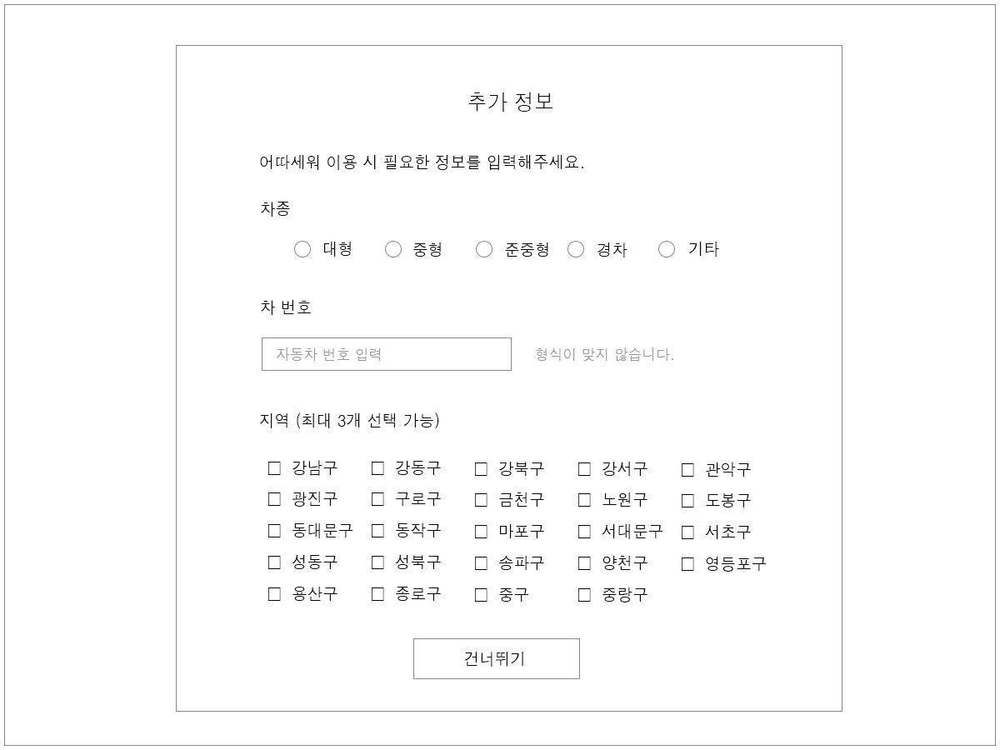 추가 정보
어따세워 이용 시 필요한 정보를 입력해주세요.
차종
대형 중형 준중형 경차 기타
차 번호
자동차 번호 입력 형식이 맞지 않습니다.
지역 (최대 3개 선택 가능)
강남구 강동구 강북구 강서구 관악구
광진구 구로구 금천구 노원구 도봉구
동대문구 동작구 마포구 서대문구 서초구
성동구 성북구 송파구 양천구 영등포구
용산구 종로구 중구 중랑구
건너뛰기